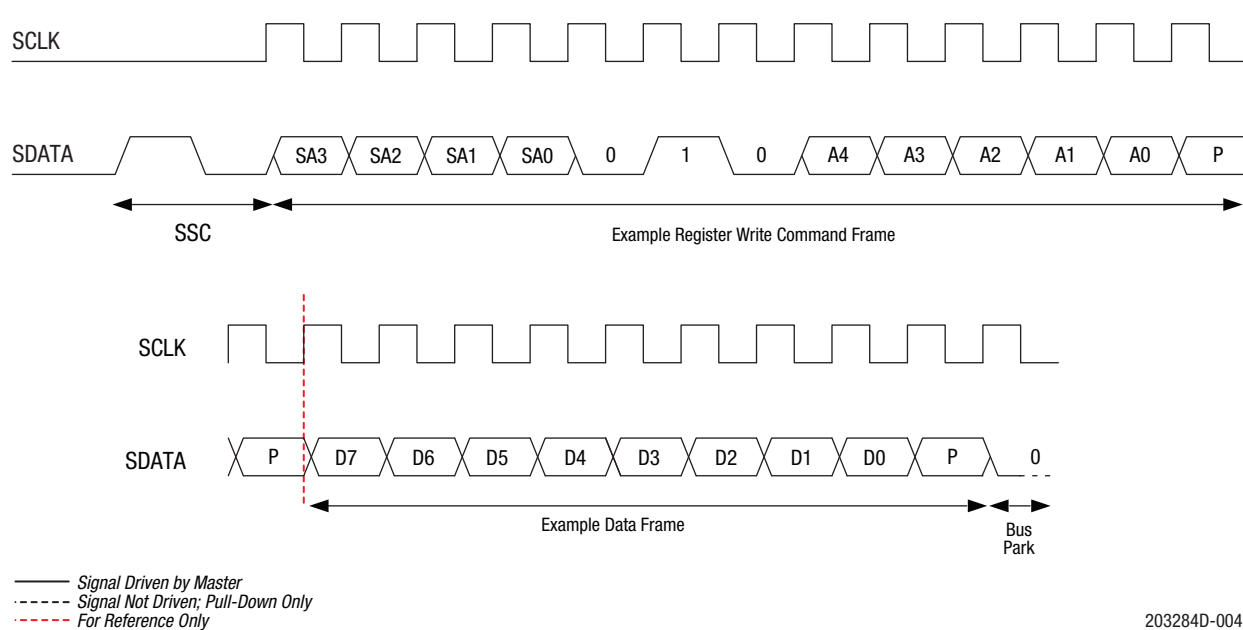 SCLK
SDATA SA3 SA2 SA1 SA0 0 1 0 A4 A3 A2 A1 A0 P
SSC
Example Register Write Command Frame
SCLK
SDATA P D7 D6 D5 D4 D3 D2 D1 D0 P 0
Example Data Frame
Bus
Park
Signal Driven by Master
Signal Not Driven; Pull-Down Only
For Reference Only
203284D-004